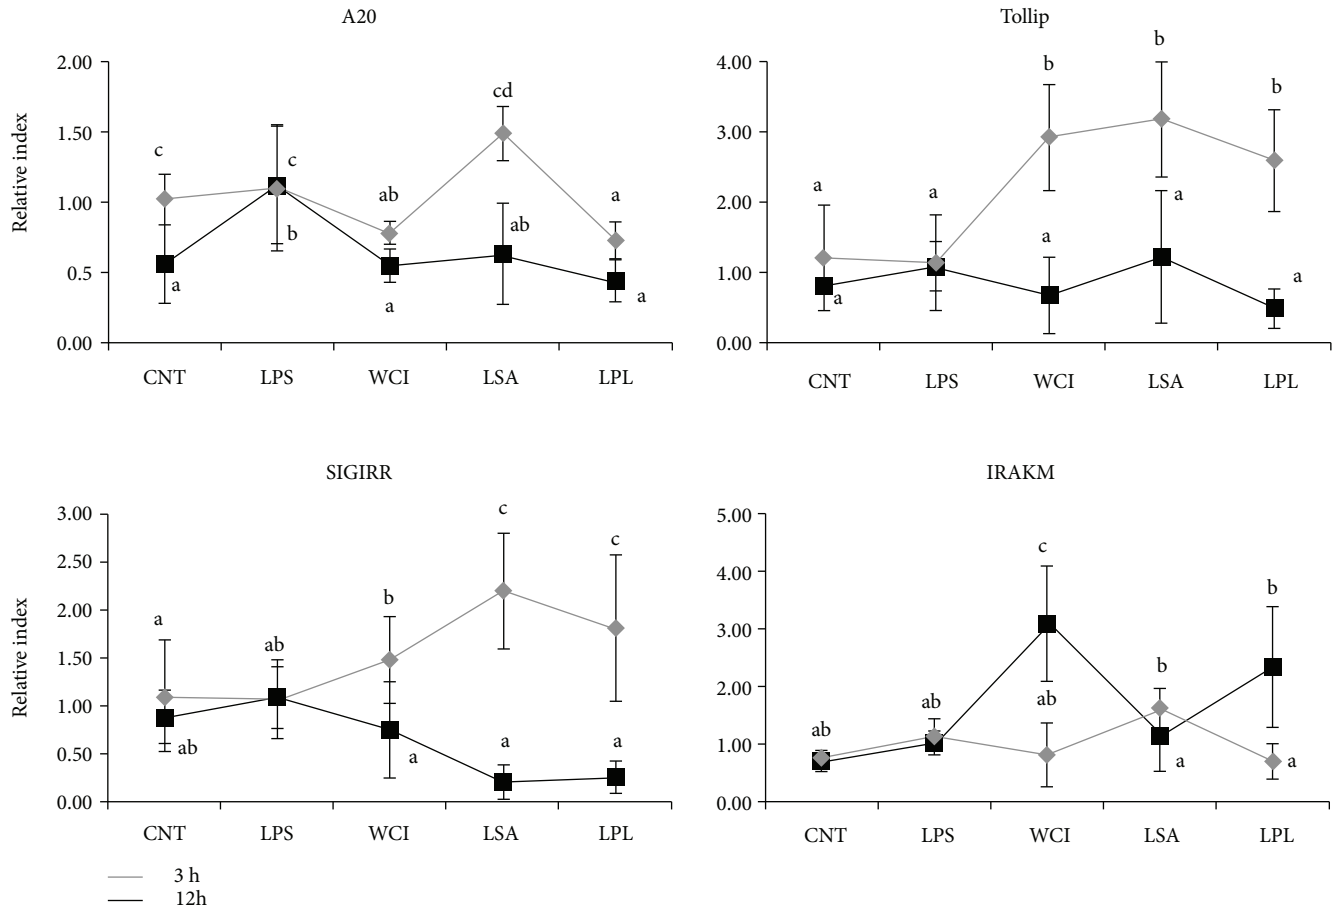 A20
Relative index
2.00
1.50
1.00
0.5
0.00
c
c
b
a
ab
a
cd
ab
a
a
CNT LPS WCI LSA LPL
Tollip
4.00
3.00
2.00
1.00
0.00
a
a
a
b
a
b
a
b
a
CNT LPS WCI LSA LPL
SIGIRR
Relative index
3.00
2.50
2.00
1.50
1.00
0.50
0.00
a
ab
ab
b
a
c
a
c
a
CNT LPS WCI LSA LPL
IRAKM
5.00
4.00
3.00
2.00
1.00
0.00
ab
ab
c
ab
b
a
b
a
CNT LPS WCI LSA LPL
3 h
12h